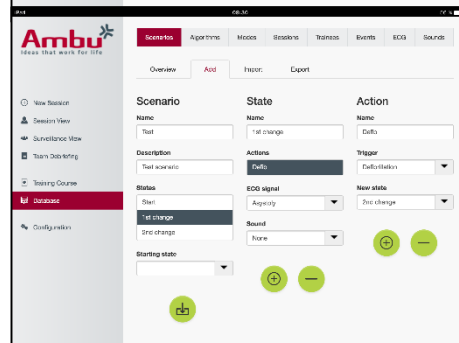 iPad
08.30
Ambu
Ideas that work for life
Scenarios
Algorithms
Modes
Sessions
Trainees
Events
ECG
Sounds
Overview
Add
Import
Export
New Session
Session View
Surveillance View
Team Debriefing
Training Course
Database
Configuration
Scenario
Name
Test
Description
Test scenario
States
Start
1st change
2nd change
Starting state
State
Name
1st change
Actions
Defib
ECG signal
Asystoly
Sound
None
Action
Name
Defib
Trigger
Defibrillation
New state
2nd change